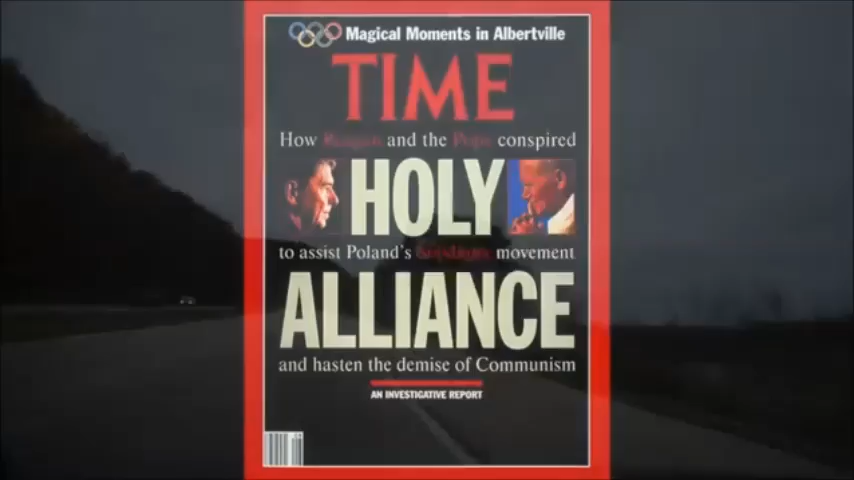 Magical Moments in Albertville
TIME
How Reagan and the Pope conspired
HOLY
to assist Poland's Solidarity movement
ALLIANCE
and hasten the demise of Communism
AN INVESTIGATIVE REPORT